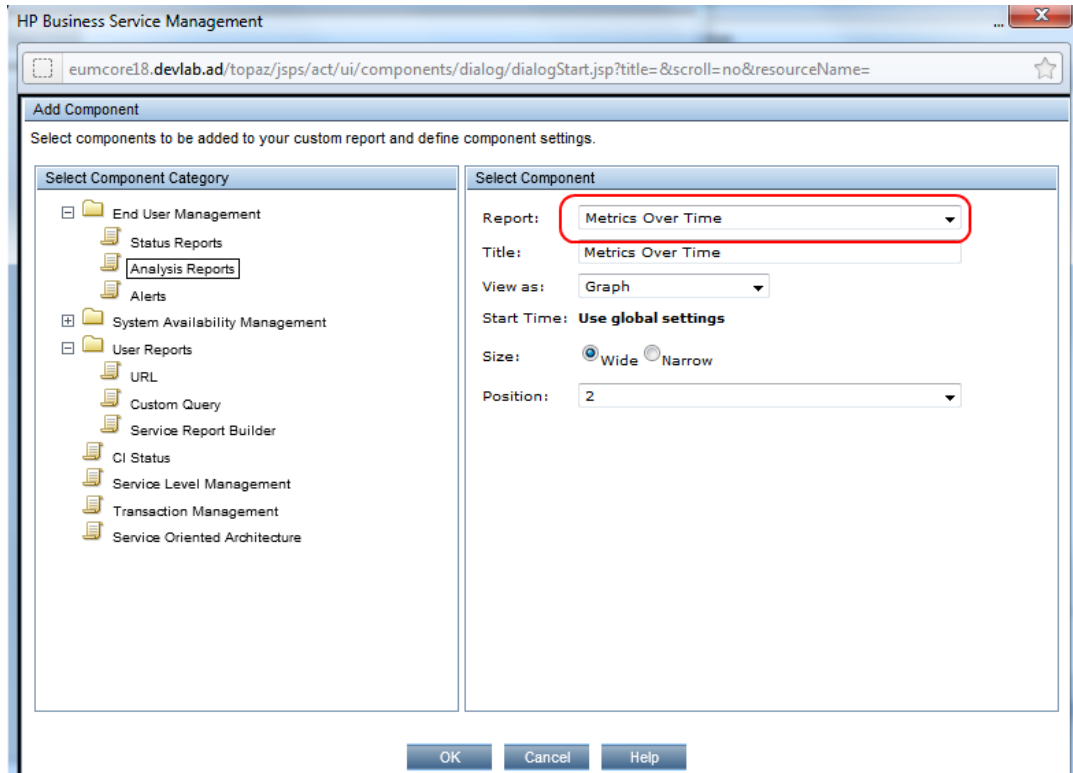 HP Business Service Management
...
x
eumcore18.devlab.ad/topaz/jsps/act/ui/components/dialog/dialogStart.jsp?title=&scroll=no&resourceName=
Add Component
Select components to be added to your custom report and define component settings.
Select Component Category
End User Management
Status Reports
Analysis Reports
Alerts
System Availability Management
User Reports
URL
Custom Query
Service Report Builder
CI Status
Service Level Management
Transaction Management
Service Oriented Architecture
Select Component
Report: Metrics Over Time
Title: Metrics Over Time
View as: Graph
Start Time: Use global settings
Size: Wide Narrow
Position: 2
OK Cancel Help